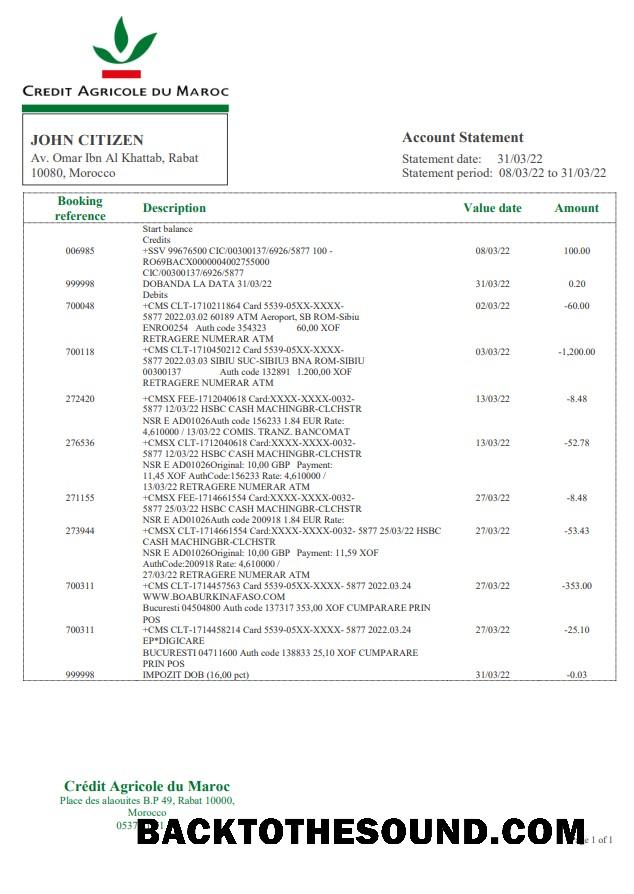 CREDIT AGRICOLE DU MAROC
JOHN CITIZEN
Av. Omar Ibn Al Khattab, Rabat
10080, Morocco
Account Statement
Statement date: 31/03/22
Statement period: 08/03/22 to 31/03/22
Booking reference Description Value date Amount
Start balance
Credits
006985 +SSV 99676500 CIC/00300137/6926/5877 100 - 08/03/22 100.00
RO69BACX0000004002755000
CIC/00300137/6926/5877
999998 DOBANDA LA DATA 31/03/22 31/03/22 0.20
Debits
700048 +CMS CLT-1710211864 Card 5539-05XX-XXXX- 02/03/22 -60.00
5877 2022.03.02 60189 ATM Aeroport, SB ROM-Sibiu
ENRO0254 Auth code 354323 60,00 XOF
RETRAGERE NUMERAR ATM
700118 +CMS CLT-1710450212 Card 5539-05XX-XXXX- 03/03/22 -1,200.00
5877 2022.03.03 SIBIU SUC-SIBIU3 BNA ROM-SIBIU
00300137 Auth code 132891 1.200,00 XOF
RETRAGERE NUMERAR ATM
272420 +CMSX FEE-1712040618 Card:XXXX-XXXX-0032- 13/03/22 -8.48
5877 12/03/22 HSBC CASH MACHINGBR-CLCHSTR
NSR E AD01026Auth code 156233 1.84 EUR Rate:
4,610000 / 13/03/22 COMIS. TRANZ. BANCOMAT
276536 +CMSX CLT-1712040618 Card:XXXX-XXXX-0032- 13/03/22 -52.78
5877 12/03/22 HSBC CASH MACHINGBR-CLCHSTR
NSR E AD01026Original: 10,00 GBP Payment:
11,45 XOF AuthCode:156233 Rate: 4,610000 /
13/03/22 RETRAGERE NUMERAR ATM
271155 +CMSX FEE-1714661554 Card:XXXX-XXXX-0032- 27/03/22 -8.48
5877 25/03/22 HSBC CASH MACHINGBR-CLCHSTR
NSR E AD01026Auth code 200918 1.84 EUR Rate:
273944 +CMSX CLT-1714661554 Card:XXXX-XXXX-0032- 5877 25/03/22 HSBC 27/03/22 -53.43
CASH MACHINGBR-CLCHSTR
NSR E AD01026Original: 10,00 GBP Payment: 11,59 XOF
AuthCode:200918 Rate: 4,610000 /
27/03/22 RETRAGERE NUMERAR ATM
700311 +CMS CLT-1714457563 Card 5539-05XX-XXXX- 5877 2022.03.24 27/03/22 -353.00
WWW.BOABURKINAFASO.COM
Bucuresti 04504800 Auth code 137317 353,00 XOF CUMPARARE PRIN
POS
700311 +CMS CLT-1714458214 Card 5539-05XX-XXXX- 5877 2022.03.24 27/03/22 -25.10
EP*DIGICARE
BUCURESTI 04711600 Auth code 138833 25,10 XOF CUMPARARE
PRIN POS
999998 IMPOZIT DOB (16,00 pct) 31/03/22 -0.03
Crédit Agricole du Maroc
Place des alaouites B.P 49, Rabat 10000,
Morocco
BACKTOTHESOUND.COM
1 of 1